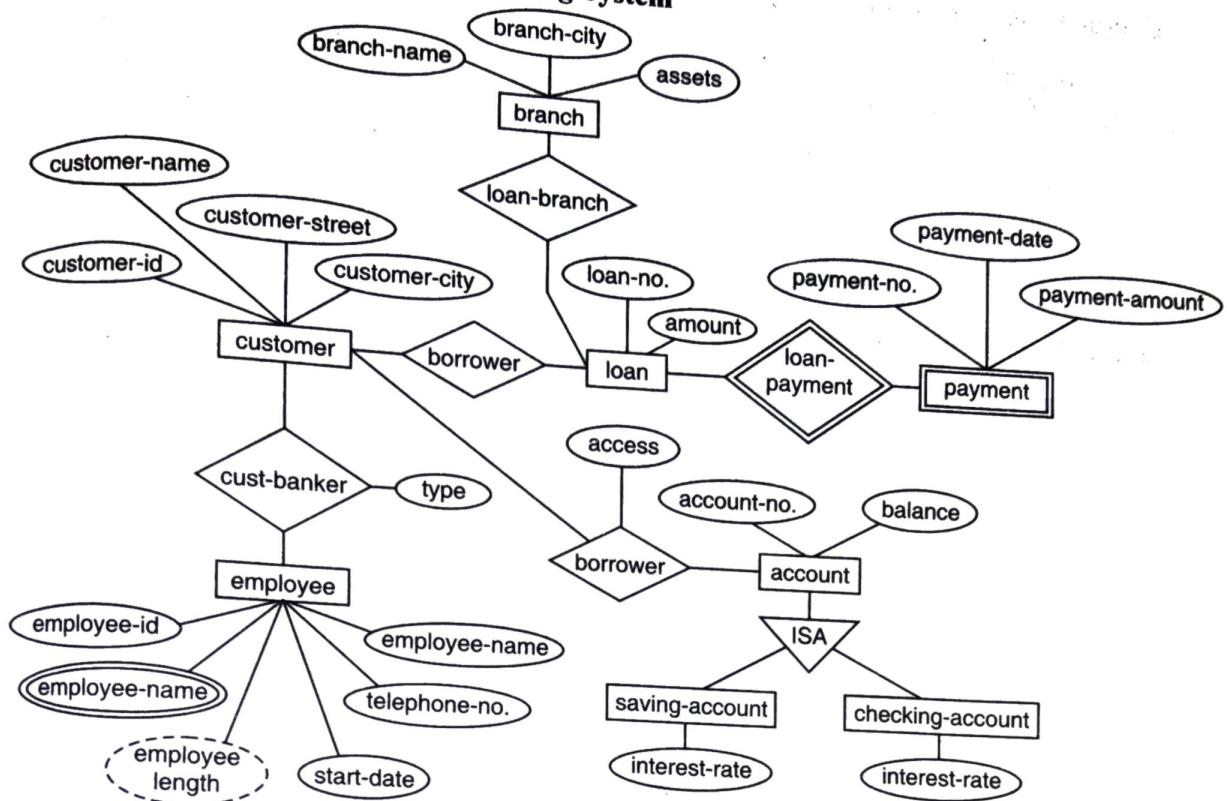 System
branch-city
branch-name
assets
branch
customer-name
loan-branch
customer-street
payment-date
customer-id
customer-city
loan-no.
payment-no.
payment-amount
amount
customer
borrower
loan
loan-
payment
payment
access
cust-banker
type
account-no.
balance
borrower
account
employee
employee-id
employee-name
ISA
employee-name
telephone-no.
saving-account
checking-account
employee
length
start-date
interest-rate
interest-rate